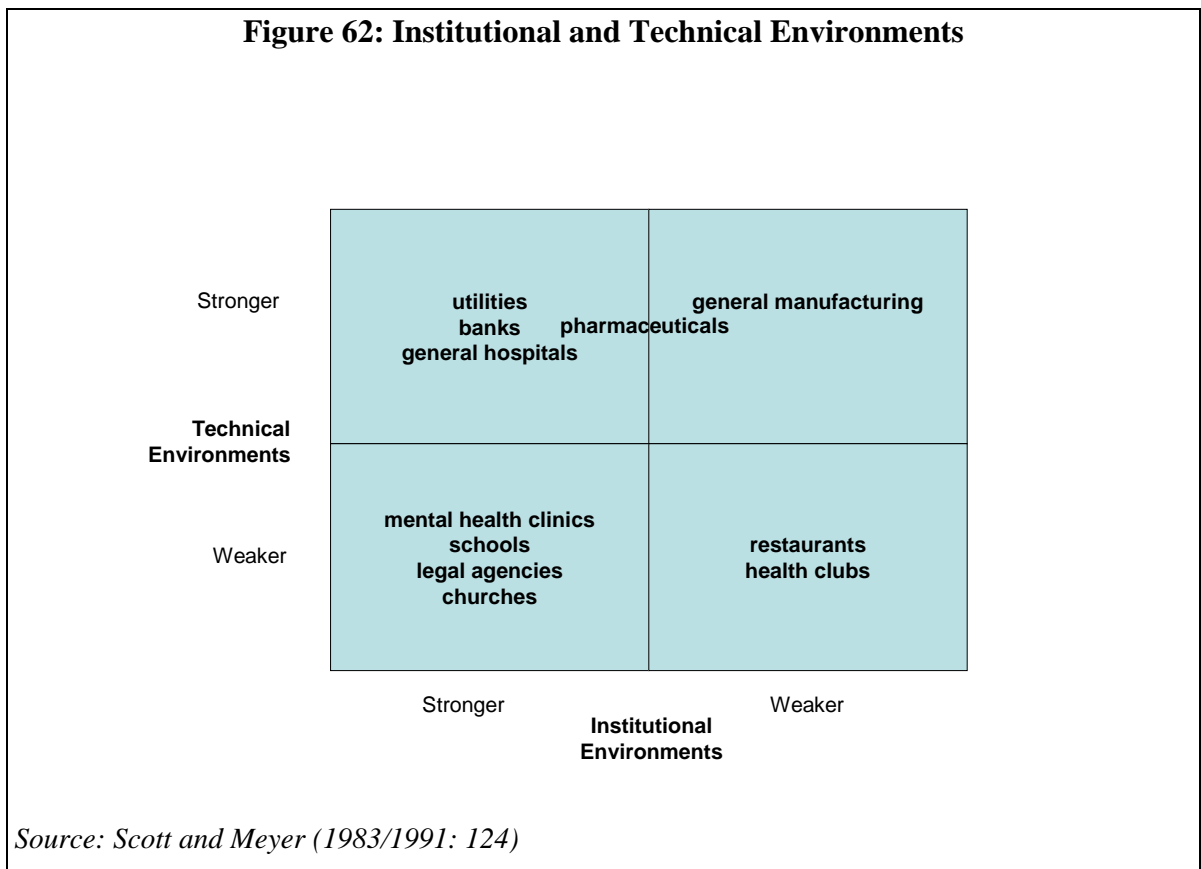 Figure 62: Institutional and Technical Environments
Stronger
utilities
banks
general hospitals
pharmaceuticals
general manufacturing
Technical
Environments
Weaker
mental health clinics
schools
legal agencies
churches
restaurants
health clubs
Stronger
Weaker
Institutional
Environments
Source: Scott and Meyer (1983/1991: 124)